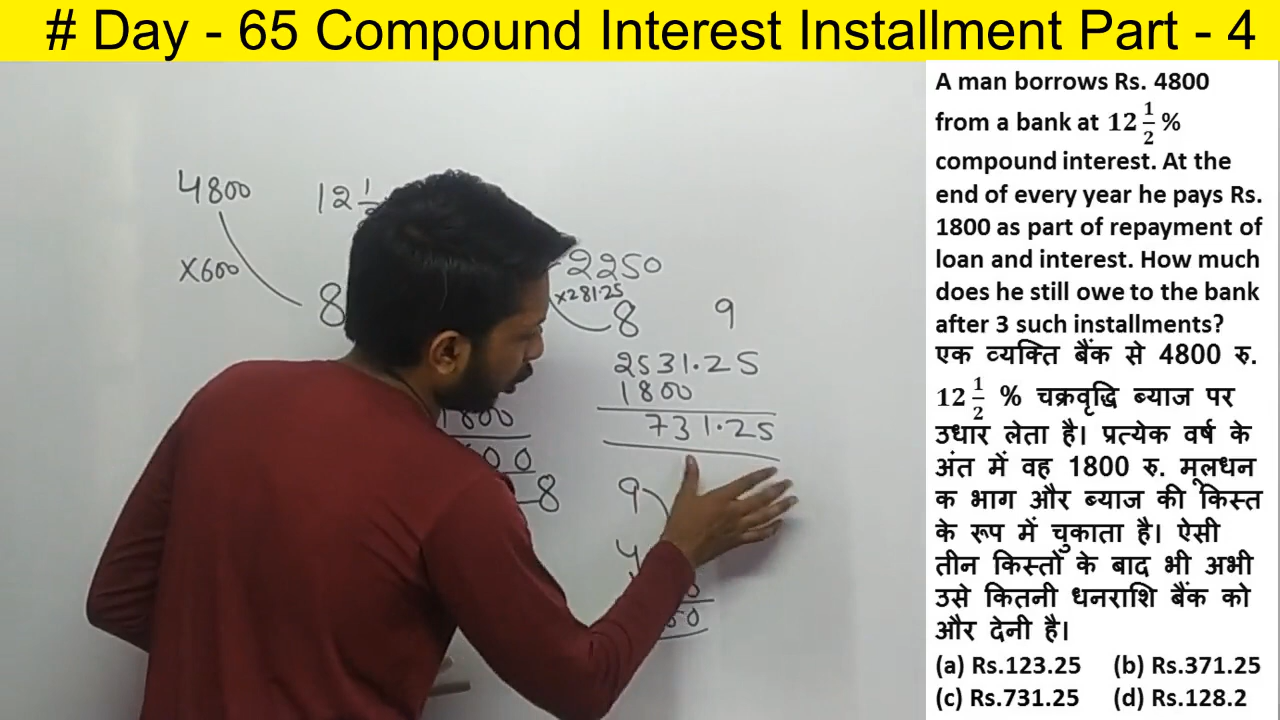 # Day - 65 Compound Interest Installment Part - 4
A man borrows Rs. 4800
from a bank at 12 1/2 %
compound interest. At the
end of every year he pays Rs.
1800 as part of repayment of
loan and interest. How much
does he still owe to the bank
after 3 such installments?
एक व्यक्ति बैंक से 4800 रु.
12 1/2 % चक्रवृद्धि ब्याज पर
उधार लेता है। प्रत्येक वर्ष के
अंत में वह 1800 रु. मूलधन
क भाग और ब्याज की किस्त
के रूप में चुकाता है। ऐसी
तीन किस्तों के बाद भी अभी
उसे कितनी धनराशि बैंक को
और देनी है।
(a) Rs.123.25 (b) Rs.371.25
(c) Rs.731.25 (d) Rs.128.2
4800
12
×600
8
1800
8
2250
×281.25
8 9
2531.25
1800
731.25
9